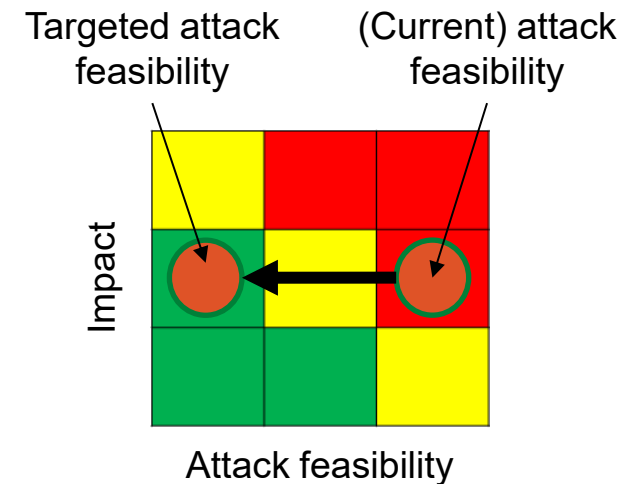 Targeted attack
feasibility
(Current) attack
feasibility
Impact
Attack feasibility